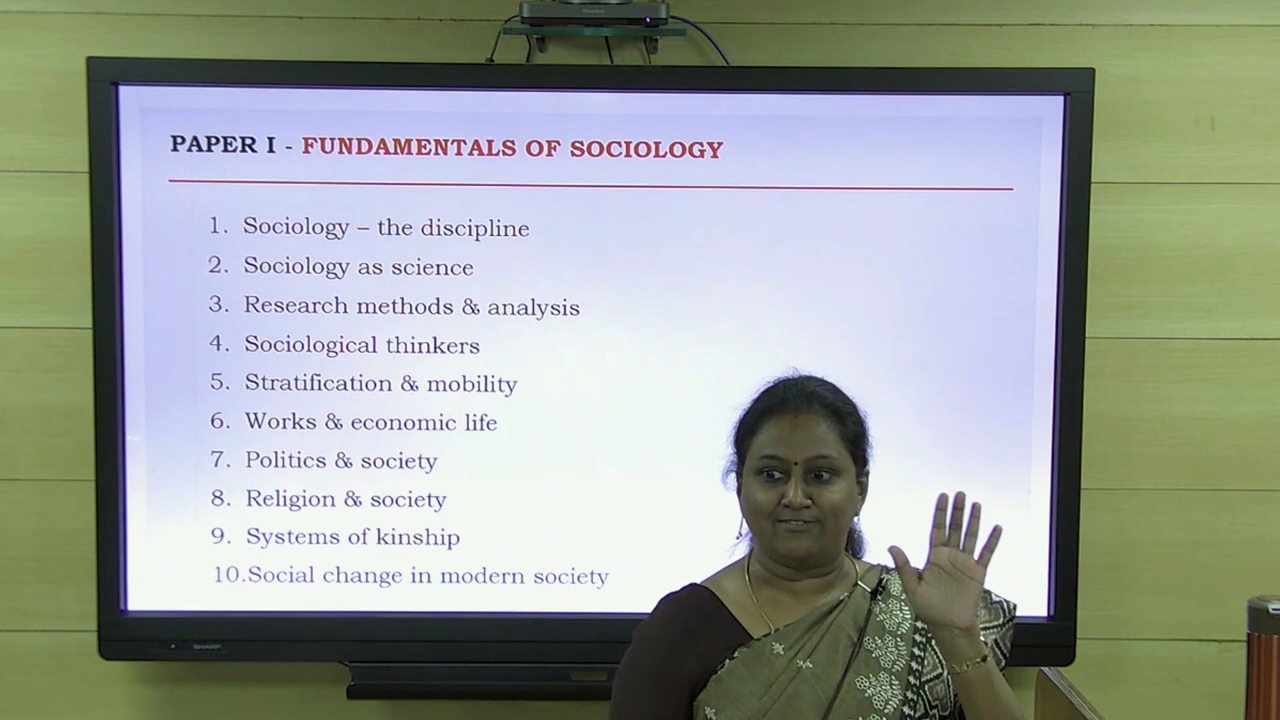 PAPER I - FUNDAMENTALS OF SOCIOLOGY
1. Sociology – the discipline
2. Sociology as science
3. Research methods & analysis
4. Sociological thinkers
5. Stratification & mobility
6. Works & economic life
7. Politics & society
8. Religion & society
9. Systems of kinship
10.Social change in modern society
SHARP